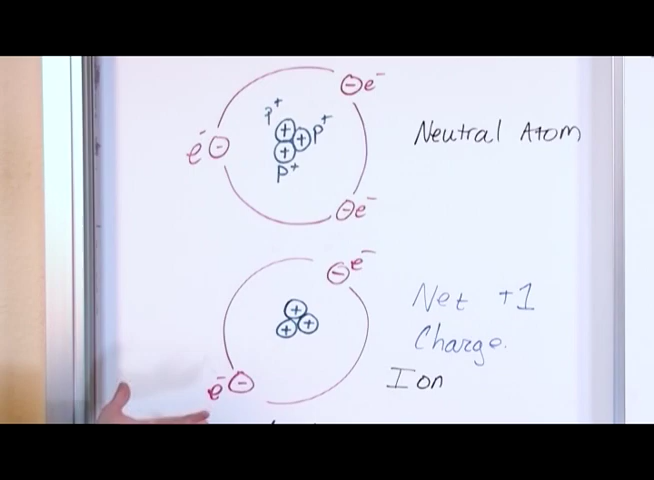 ⊖e⁻
P⁺
⊕⊕ P⁺
e⁻⊖
⊕
P⁺
Neutral Atom
⊖e⁻
⊖e⁻
⊕
⊕⊕
Net +1
Charge.
Ion
e⁻⊖